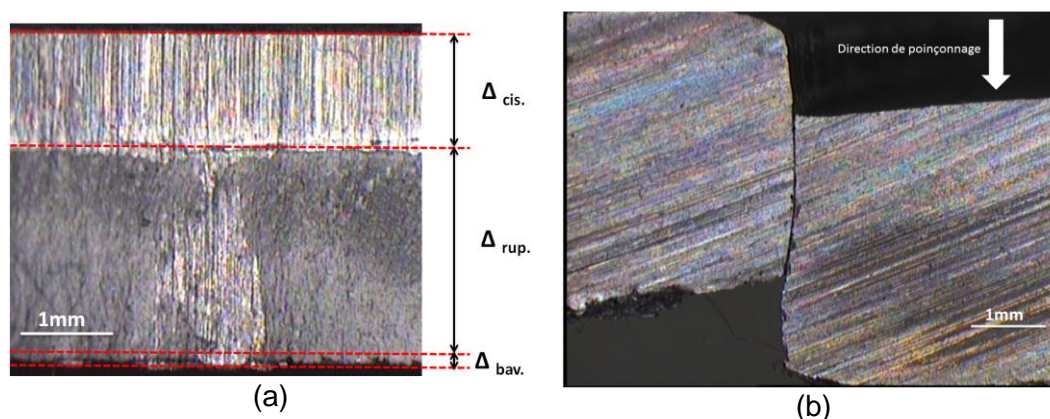 Δ cis.
Δ rup.
1mm
Δ bav.
(a)
Direction de poinçonnage
1mm
(b)